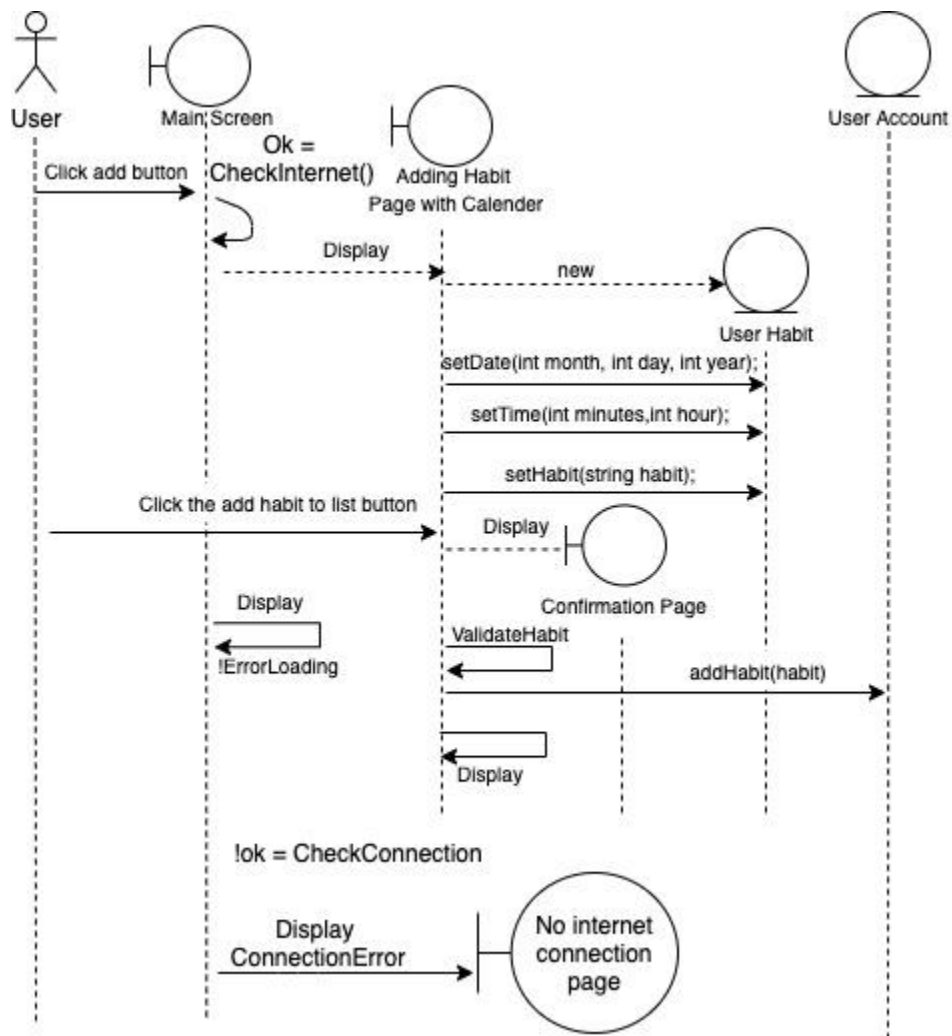 User
Main Screen
User Account
Ok =
CheckInternet()
Click add button
Adding Habit
Page with Calender
Display
new
User Habit
setDate(int month, int day, int year);
setTime(int minutes,int hour);
setHabit(string habit);
Click the add habit to list button
Display
Confirmation Page
Display
!ErrorLoading
ValidateHabit
addHabit(habit)
Display
!ok = CheckConnection
Display
ConnectionError
No internet
connection
page